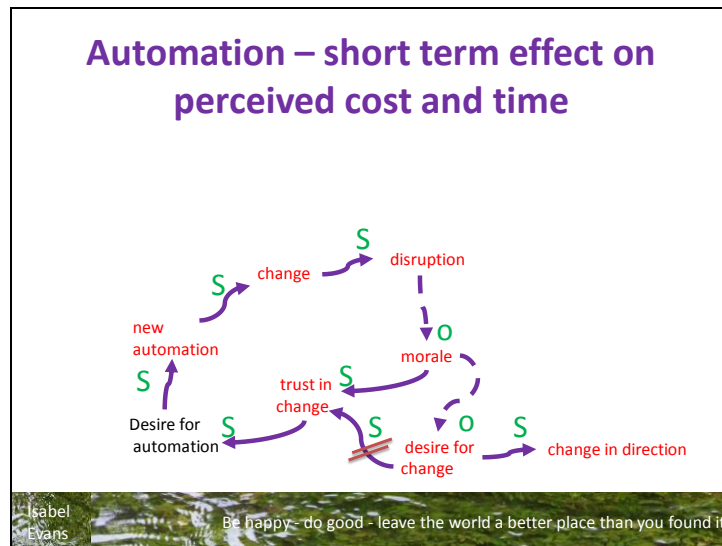 Automation – short term effect on
perceived cost and time
S
disruption
S
change
new
automation
O
morale
S
trust in
change
S
Desire for
automation
S
S
O
desire for
change
S
change in direction
Isabel
Evans
Be happy - do good - leave the world a better place than you found